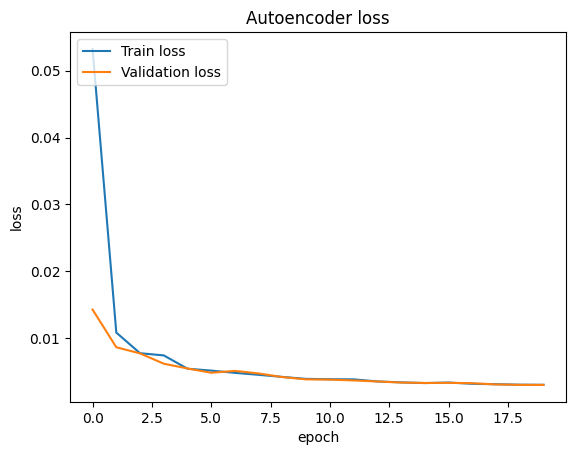 Autoencoder loss
Train loss
Validation loss
0.05
0.04
0.03
0.02
0.01
loss
0.0 2.5 5.0 7.5 10.0 12.5 15.0 17.5
epoch